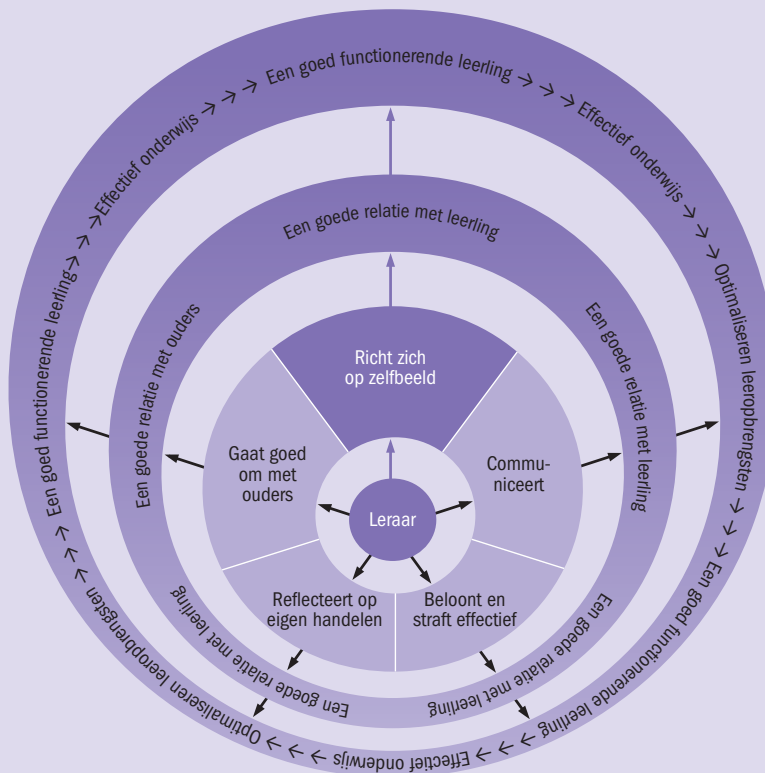 Een goed functionerende leerling → → → Effectief onderwijs → → → Optimaliseren leeropbrengsten → → → Een goed functionerende leerling → → → → Effectief onderwijs → → → → Optimaliseren leeropbrengsten → → → → Een goed functionerende leerling → → → Effectief onderwijs → → →
Een goede relatie met leerling
Een goede relatie met leerling
Een goede relatie met leerling
Een goede relatie met leerling
Een goede relatie met ouders
Richt zich
op zelfbeeld
Commu-
niceert
Beloont en
straft effectief
Reflecteert op
eigen handelen
Gaat goed
om met
ouders
Leraar